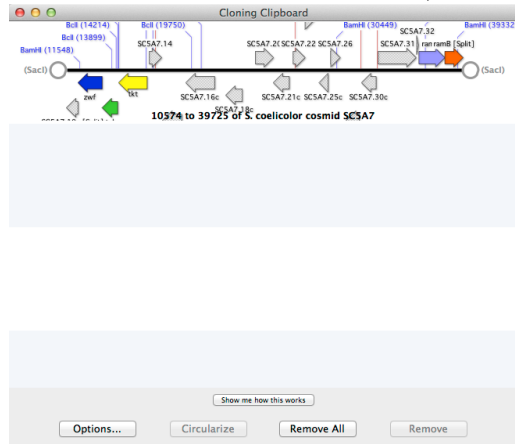 Cloning Clipboard
BclI (14214)
BclI (19750)
BamHI (30449)
BamHI (39332
BclI (13899)
SC5A7.32
BamHI (11548)
SC5A7.14
SC5A7.22
SC5A7.26
SC5A7.31
ramB [Split]
(SacI)
(SacI)
zwf
tkt
SC5A7.16c
SC5A7.18c
SC5A7.21c
SC5A7.25c
SC5A7.30c
10574 to 39725 of S. coelicolor cosmid SC5A7
Show me how this works
Options...
Circularize
Remove All
Remove